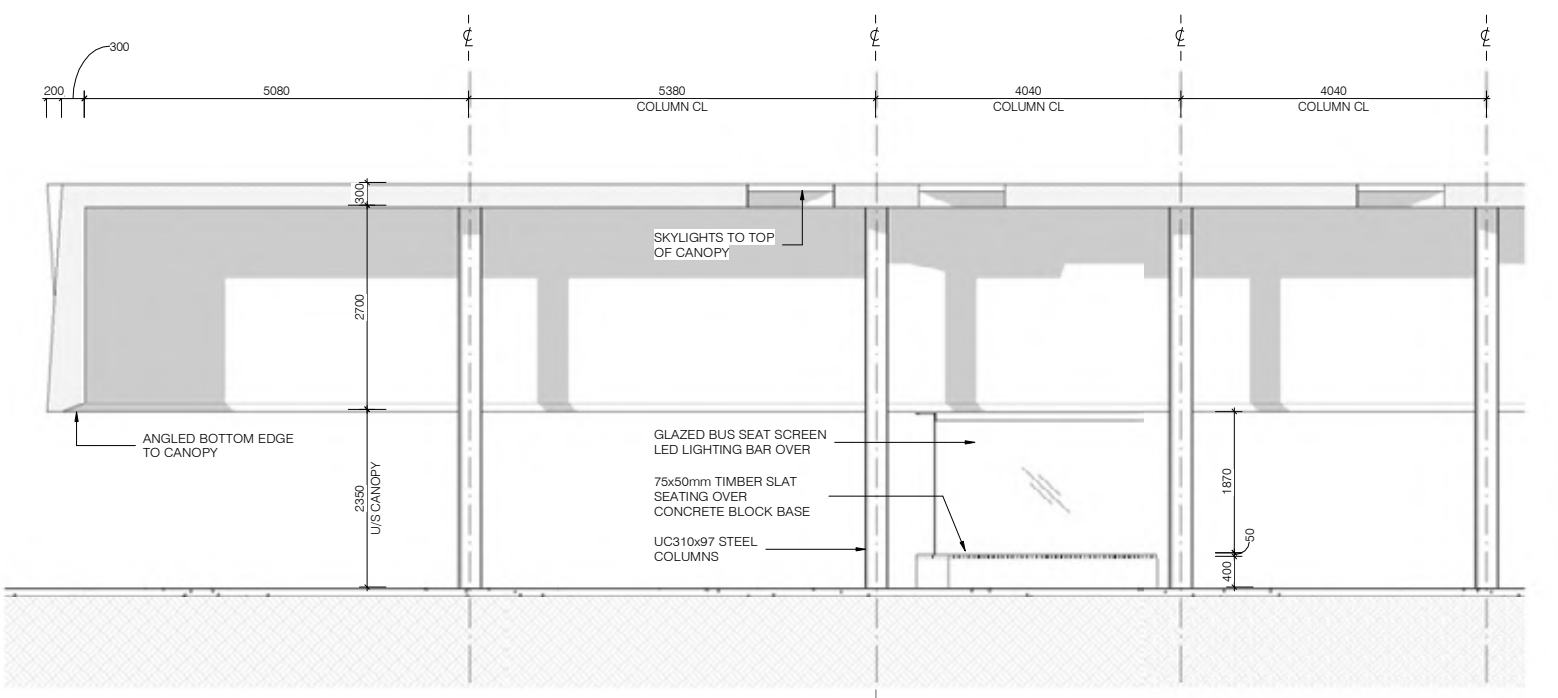 ℄ ℄ ℄ ℄
300
200 5080 5380 4040 4040
COLUMN CL COLUMN CL COLUMN CL
300
SKYLIGHTS TO TOP
OF CANOPY
2700
ANGLED BOTTOM EDGE
TO CANOPY
2350
U/S CANOPY
GLAZED BUS SEAT SCREEN
LED LIGHTING BAR OVER
75x50mm TIMBER SLAT
SEATING OVER
CONCRETE BLOCK BASE
UC310x97 STEEL
COLUMNS
1870
50
400